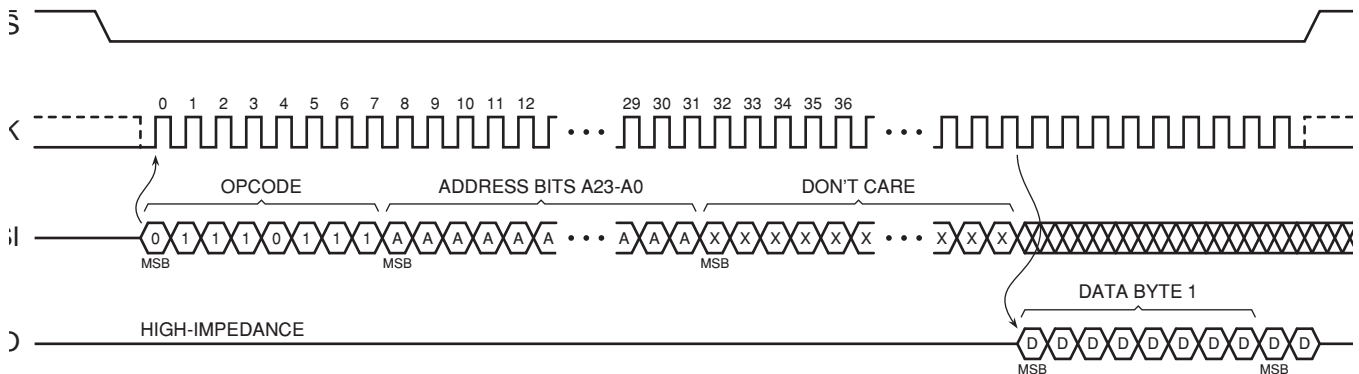 0 1 2 3 4 5 6 7 8 9 10 11 12 29 30 31 32 33 34 35 36
OPCODE ADDRESS BITS A23-A0 DON'T CARE
0 1 1 1 0 1 1 1 A A A A A A A A A X X X X X X X X X
MSB MSB MSB
DATA BYTE 1
HIGH-IMPEDANCE
D D D D D D D D D D
MSB MSB